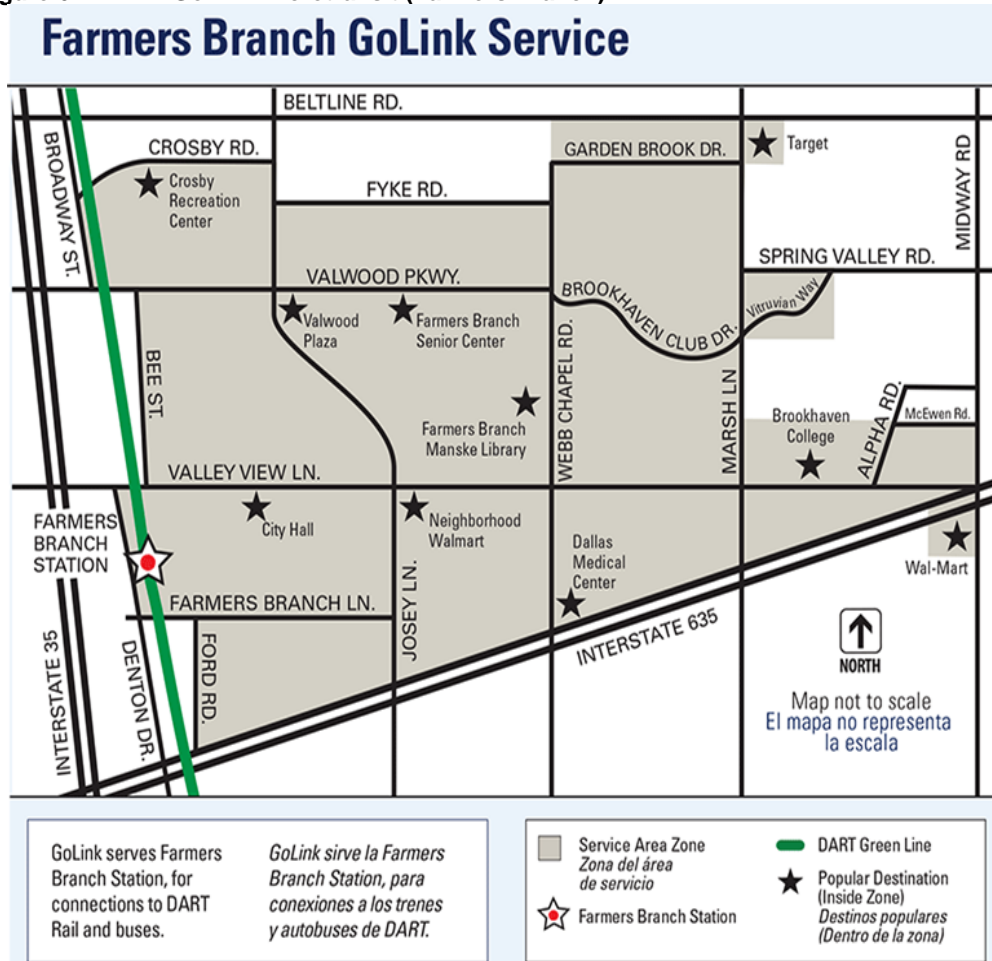 Farmers Branch GoLink Service
BELTLINE RD.
BROADWAY ST.
CROSBY RD.
GARDEN BROOK DR.
Target
MIDWAY RD
Crosby
Recreation
Center
FYKE RD.
SPRING VALLEY RD.
VALWOOD PKWY.
BROOKHAVEN CLUB DR.
Vitruvian Way
Valwood
Plaza
Farmers Branch
Senior Center
BEE ST.
WEBB CHAPEL RD.
MARSH LN
Farmers Branch
Manske Library
Brookhaven
College
ALPHA RD.
McEwen Rd.
VALLEY VIEW LN.
FARMERS
BRANCH
STATION
City Hall
Neighborhood
Walmart
Dallas
Medical
Center
Wal-Mart
FARMERS BRANCH LN.
JOSEY LN.
INTERSTATE 635
INTERSTATE 35
DENTON DR.
FORD RD.
NORTH
Map not to scale
El mapa no representa
la escala
GoLink serves Farmers
Branch Station, for
connections to DART
Rail and buses.
GoLink sirve la Farmers
Branch Station, para
conexiones a los trenes
y autobuses de DART.
Service Area Zone
Zona del área
de servicio
Farmers Branch Station
DART Green Line
Popular Destination
(Inside Zone)
Destinos populares
(Dentro de la zona)